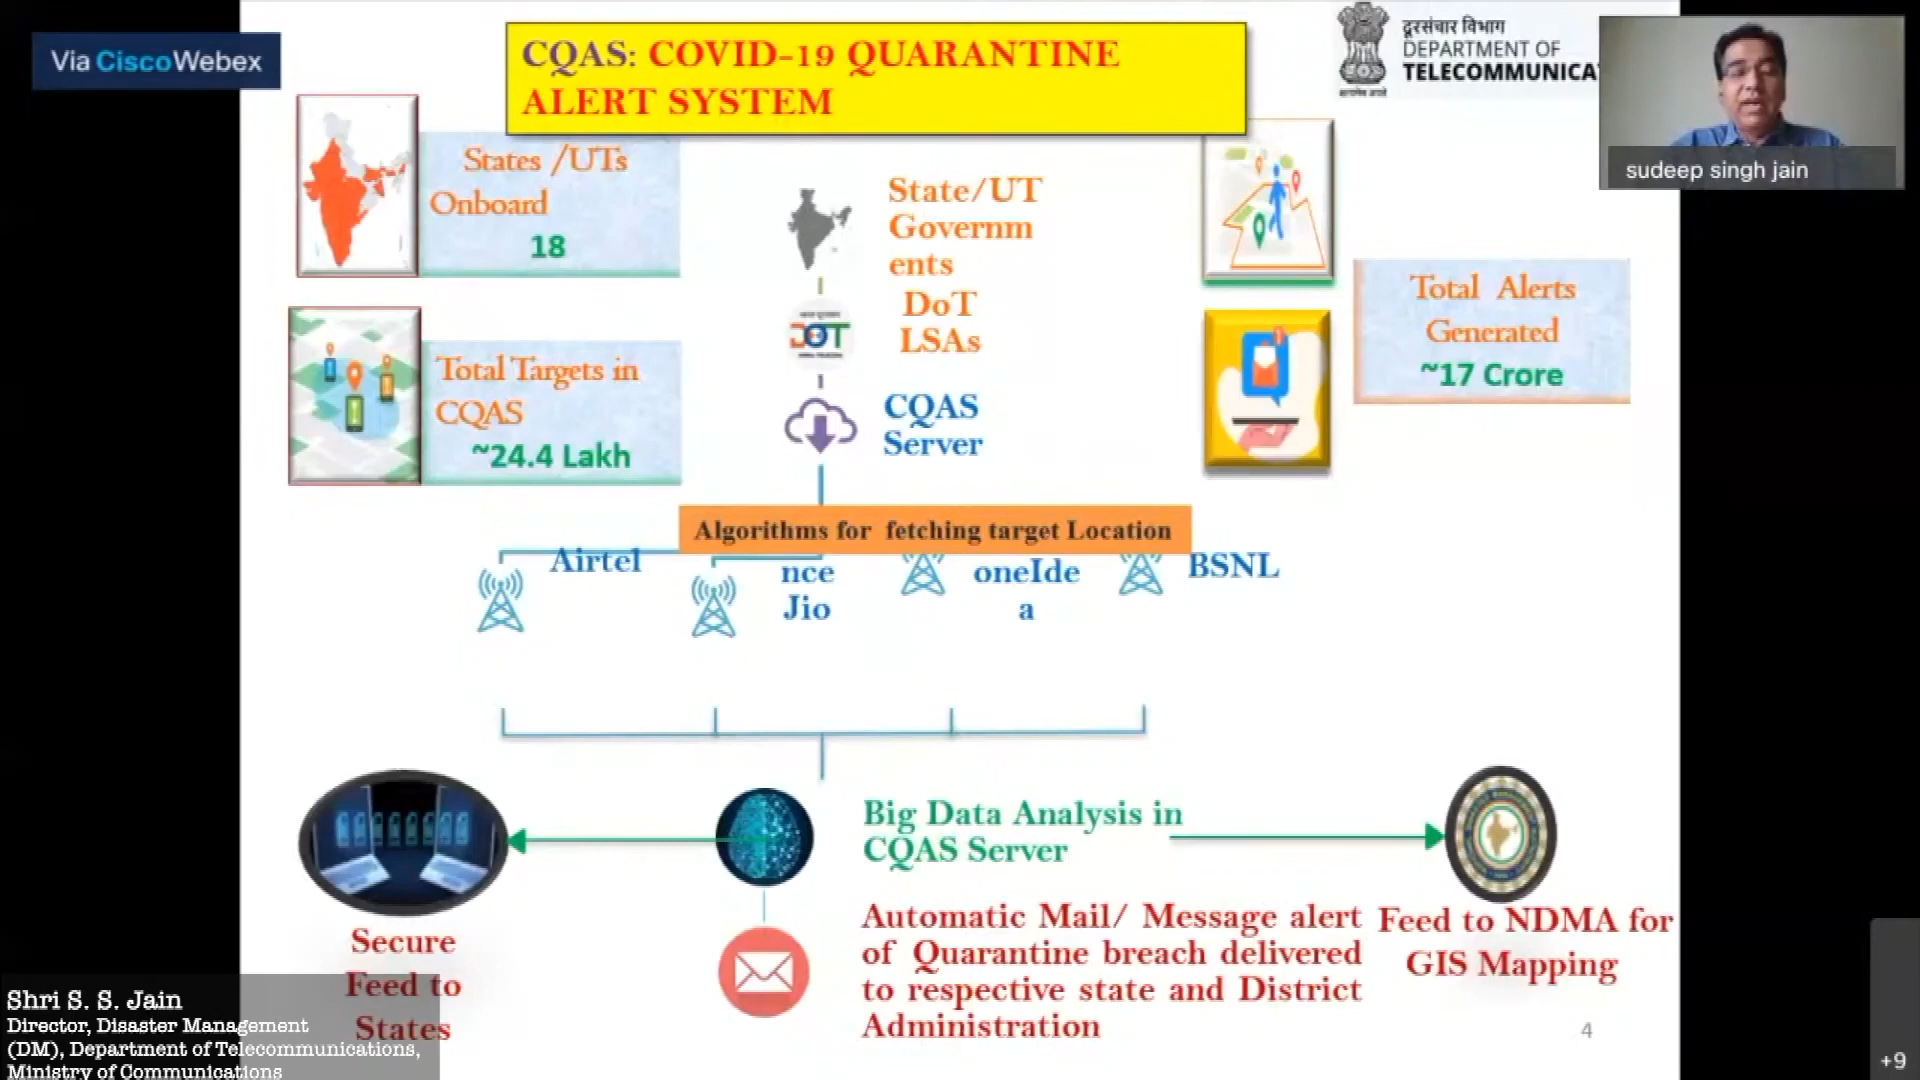 Via CiscoWebex
CQAS: COVID-19 QUARANTINE
ALERT SYSTEM
दूरसंचार विभाग
DEPARTMENT OF
TELECOMMUNICA
sudeep singh jain
States /UTs
Onboard
18
Total Targets in
CQAS
~24.4 Lakh
State/UT
Governm
ents
DoT
LSAs
DOT
CQAS
Server
Total Alerts
Generated
~17 Crore
Algorithms for fetching target Location
Airtel
nce
Jio
oneIde
a
BSNL
Big Data Analysis in
CQAS Server
Secure
Feed to
States
Automatic Mail/ Message alert
of Quarantine breach delivered
to respective state and District
Administration
Feed to NDMA for
GIS Mapping
4
Shri S. S. Jain
Director, Disaster Management
(DM), Department of Telecommunications,
Ministry of Communications
+9